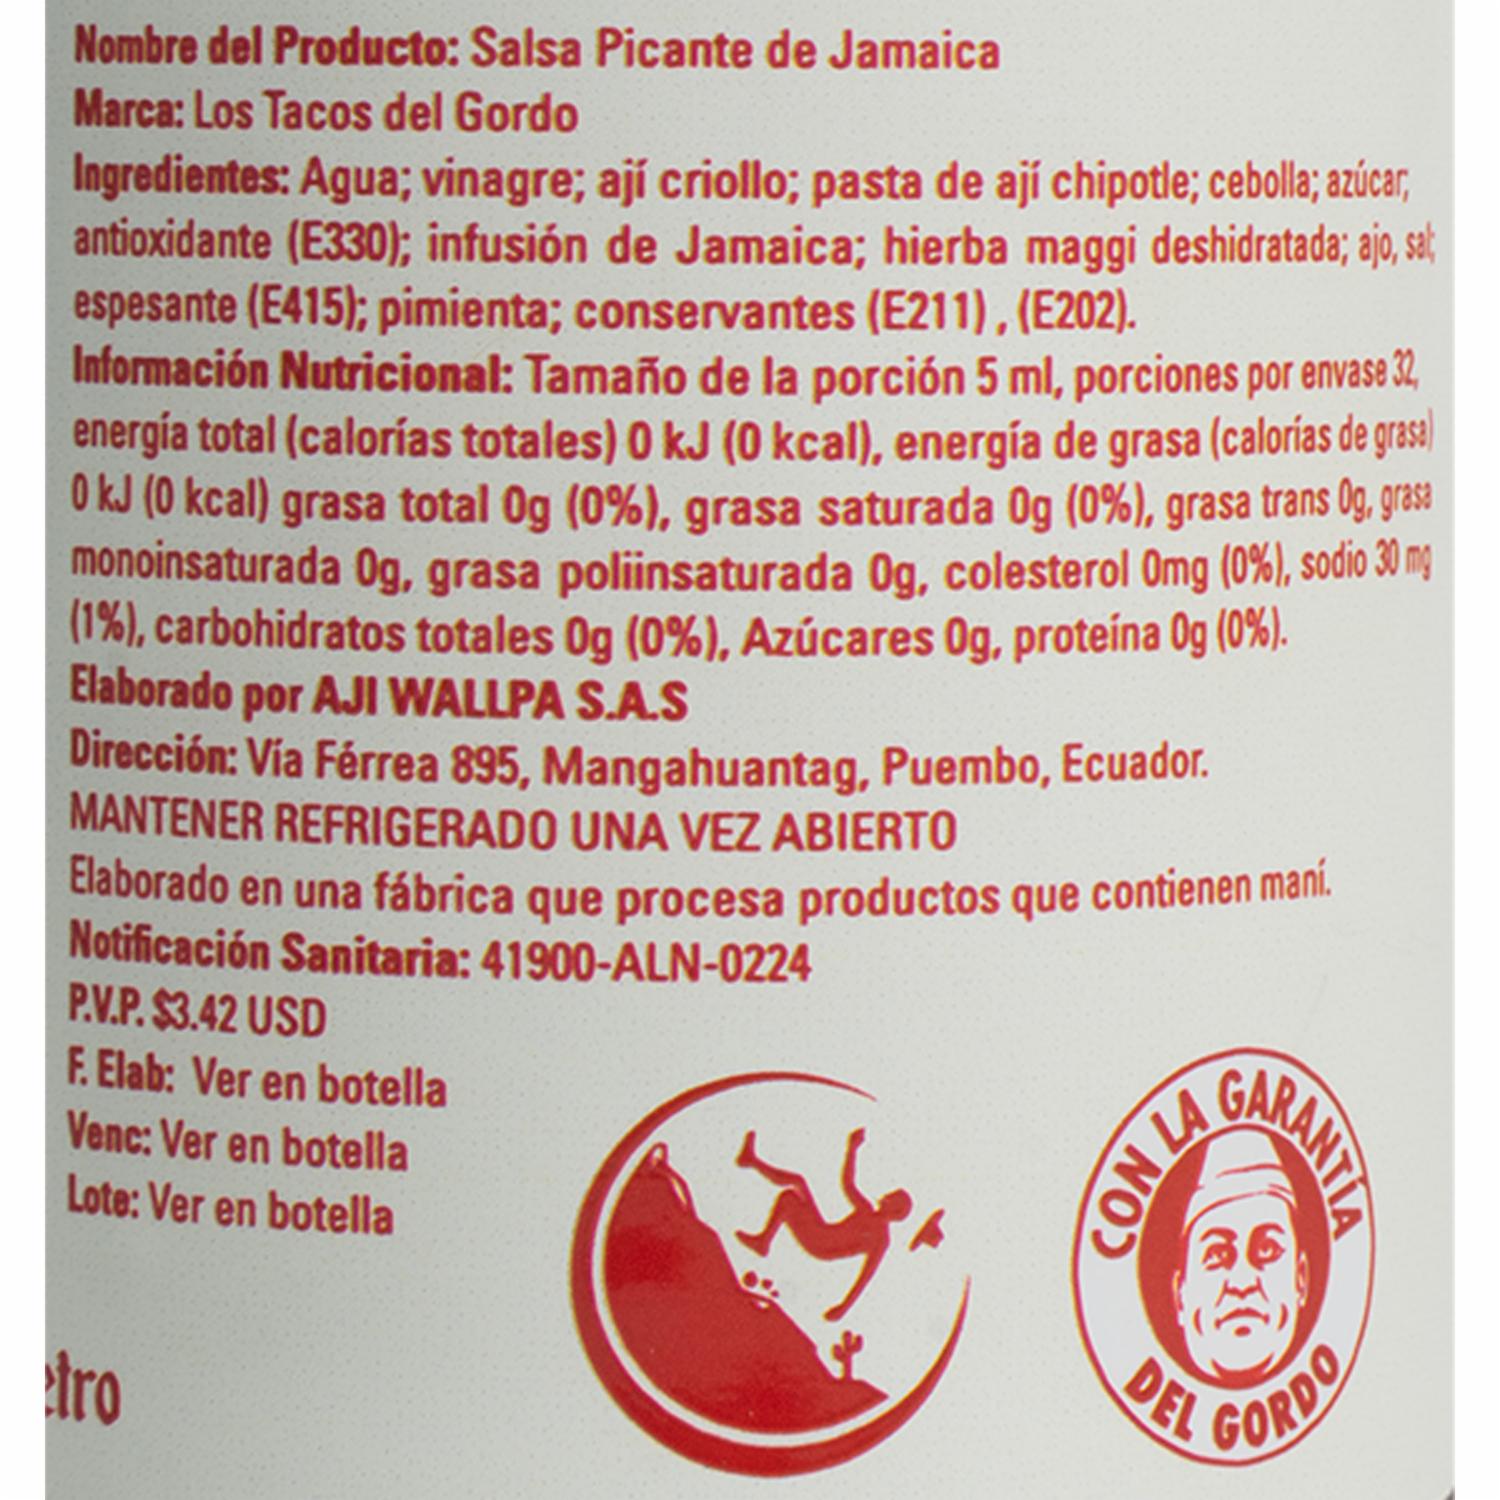 Nombre del Producto: Salsa Picante de Jamaica
Marca: Los Tacos del Gordo
Ingredientes: Agua; vinagre; ají criollo; pasta de ají chipotle; cebolla; azúcar;
antioxidante (E330); infusión de Jamaica; hierba maggi deshidratada; ajo, sal;
espesante (E415); pimienta; conservantes (E211) , (E202).
Información Nutricional: Tamaño de la porción 5 ml, porciones por envase 32,
energía total (calorías totales) 0 kJ (0 kcal), energía de grasa (calorías de grasa)
0 kJ (0 kcal) grasa total 0g (0%), grasa saturada 0g (0%), grasa trans 0g, grasa
monoinsaturada 0g, grasa poliinsaturada 0g, colesterol 0mg (0%), sodio 30 mg
(1%), carbohidratos totales 0g (0%), Azúcares 0g, proteína 0g (0%).
Elaborado por AJI WALLPA S.A.S
Dirección: Vía Férrea 895, Mangahuantag, Puembo, Ecuador.
MANTENER REFRIGERADO UNA VEZ ABIERTO
Elaborado en una fábrica que procesa productos que contienen maní.
Notificación Sanitaria: 41900-ALN-0224
P.V.P. $3.42 USD
F. Elab: Ver en botella
Venc: Ver en botella
Lote: Ver en botella
CON LA GARANTÍA
DEL GORDO